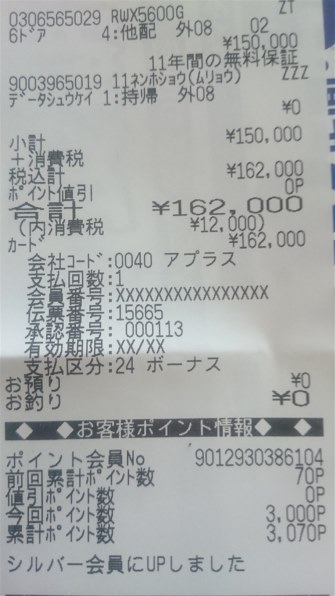 0306565029 RWX5600G ZT
6ドア 4:他配 外08 02
¥150,000
11年間の無料保証
9003965019 11ネンホショウ(ムリョウ) ZZZ
データシュウケイ 1:持帰 外08
¥0
小計 ¥150,000
+消費税
税込計 ¥162,000
ポイント値引 0P
合計 ¥162,000
(内消費税 ¥12,000)
カード ¥162,000
会社コード:0040 アプラス
支払回数:1
会員番号:XXXXXXXXXXXXXXXX
伝票番号:15665
承認番号: 000113
有効期限:XX/XX
支払区分:24 ボーナス
お預り ¥0
お釣り ¥0
◆ ◆お客様ポイント情報◆ ◆
ポイント会員No 9012930386104
前回累計ポイント数 70P
値引ポイント数 0P
今回ポイント数 3,000P
累計ポイント数 3,070P
シルバー会員にUPしました